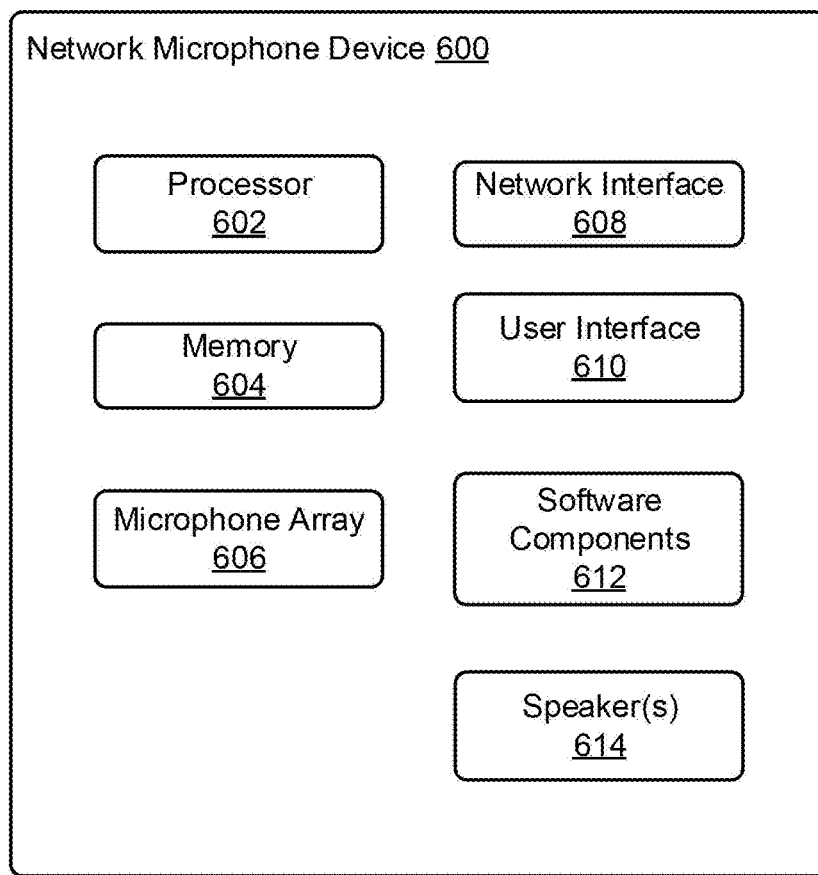 Network Microphone Device 600
Processor
602
Network Interface
608
Memory
604
User Interface
610
Microphone Array
606
Software
Components
612
Speaker(s)
614